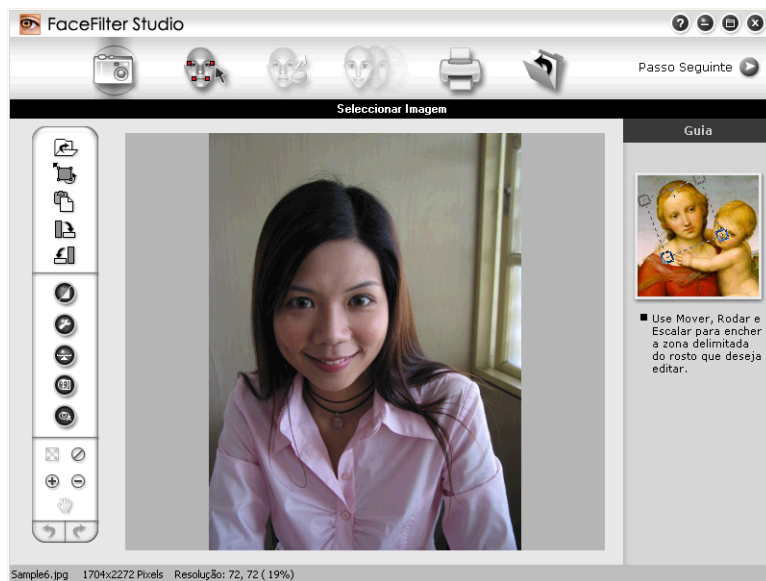 FaceFilter Studio
Passo Seguinte
Seleccionar Imagem
Guia
Use Mover, Rodar e
Escalar para encher
a zona delimitada
do rosto que deseja
editar.
Sample6.jpg 1704x2272 Pixels Resolução: 72, 72 ( 19%)